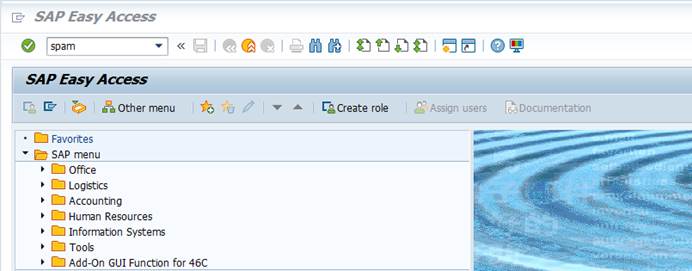 SAP Easy Access
spam
SAP Easy Access
Other menu Create role Assign users Documentation
Favorites
SAP menu
Office
Logistics
Accounting
Human Resources
Information Systems
Tools
Add-On GUI Function for 46C